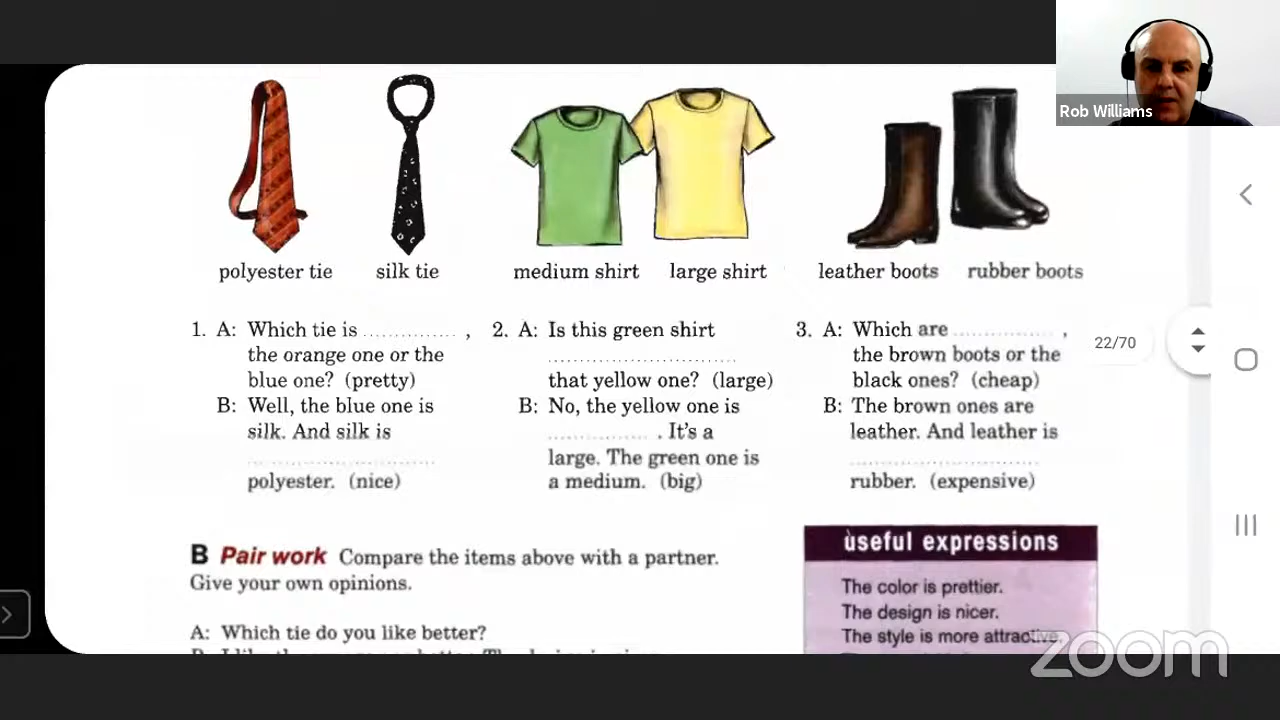 Rob Williams
polyester tie silk tie medium shirt large shirt leather boots rubber boots
1. A: Which tie is ............. ,
the orange one or the
blue one? (pretty)
B: Well, the blue one is
silk. And silk is
...........................
polyester. (nice)
2. A: Is this green shirt
...........................
that yellow one? (large)
B: No, the yellow one is
............... . It's a
large. The green one is
a medium. (big)
3. A: Which are ............... ,
the brown boots or the
black ones? (cheap)
B: The brown ones are
leather. And leather is
...........................
rubber. (expensive)
22/70
B Pair work Compare the items above with a partner.
Give your own opinions.
A: Which tie do you like better?
useful expressions
The color is prettier.
The design is nicer.
The style is more attractive.
zoom